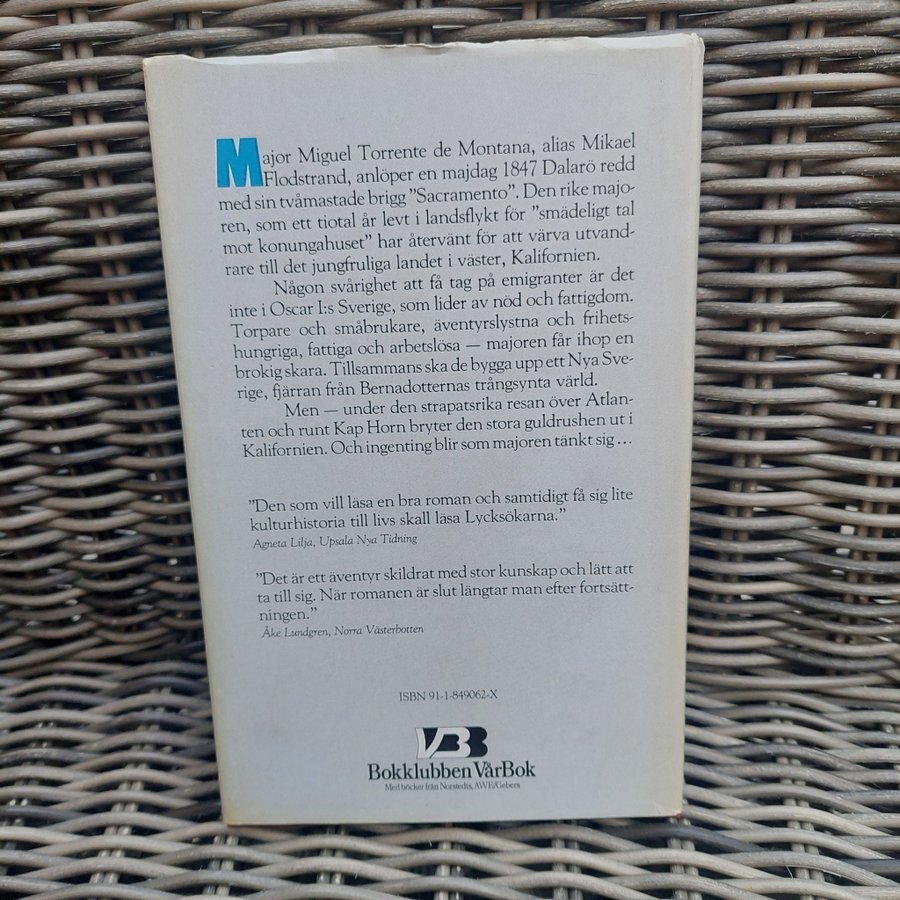 Major Miguel Torrente de Montana, alias Mikael
Flodstrand, anlöper en majdag 1847 Dalarö redd
med sin tvåmastade brigg "Sacramento". Den rike majo-
ren, som ett tiotal år levt i landsflykt för "smädeligt tal
mot konungahuset" har återvänt för att värva utvand-
rare till det jungfruliga landet i väster, Kalifornien.
Någon svårighet att få tag på emigranter är det
inte i Oscar I:s Sverige, som lider av nöd och fattigdom.
Torpare och småbrukare, äventyrslystna och frihets-
hungriga, fattiga och arbetslösa — majoren får ihop en
brokig skara. Tillsammans ska de bygga upp ett Nya Sve-
rige, fjärran från Bernadotternas trångsynta värld.
Men — under den strapatsrika resan över Atlan-
ten och runt Kap Horn bryter den stora guldrushen ut i
Kalifornien. Och ingenting blir som majoren tänkt sig ...
"Den som vill läsa en bra roman och samtidigt få sig lite
kulturhistoria till livs skall läsa Lycksökarna."
Agneta Lilja, Upsala Nya Tidning
"Det är ett äventyr skildrat med stor kunskap och lätt att
ta till sig. När romanen är slut längtar man efter fortsätt-
ningen."
Åke Lundgren, Norra Västerbotten
ISBN 91-1-849062-X
VBB
Bokklubben VårBok
Med böcker från Norstedts, AWE/Gebers